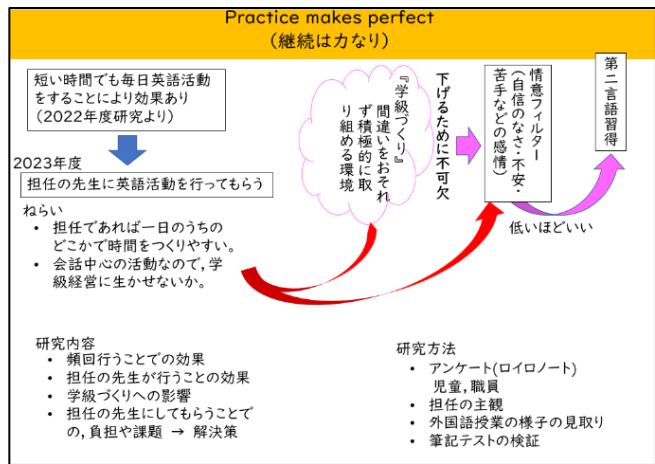 Practice makes perfect
(継続は力なり)
短い時間でも毎日英語活動
をすることにより効果あり
(2022年度研究より)
2023年度
担任の先生に英語活動を行ってもらう
ねらい
• 担任であれば一日のうちの
どこかで時間をつくりやすい。
• 会話中心の活動なので,学
級経営に生かせないか。
『学級づくり』
間違いをおそれ
ず積極的に取
り組める環境
下げるために不可欠
情意フィルター
(自信のなさ・不安・
苦手などの感情)
第二言語習得
低いほどいい
研究内容
• 頻回行うことでの効果
• 担任の先生が行うことの効果
• 学級づくりへの影響
• 担任の先生にしてもらうことで
の,負担や課題 → 解決策
研究方法
• アンケート(ロイロノート)
児童,職員
• 担任の主観
• 外国語授業の様子の見取り
• 筆記テストの検証